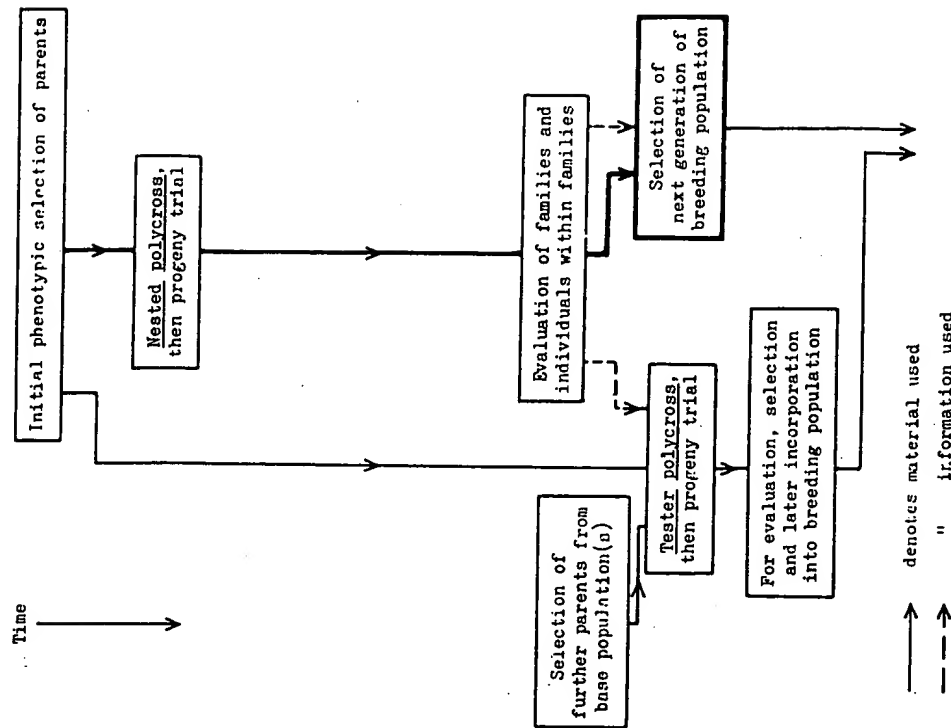 Time
Initial phenotypic selection of parents
Nested polycross,
then progeny trial
Evaluation of families and
individuals within families
Selection of
further parents from
base population(s)
Tester polycross,
then progeny trial
Selection of
next generation of
breeding population
For evaluation, selection
and later incorporation
into breeding population
denotes material used
" information used